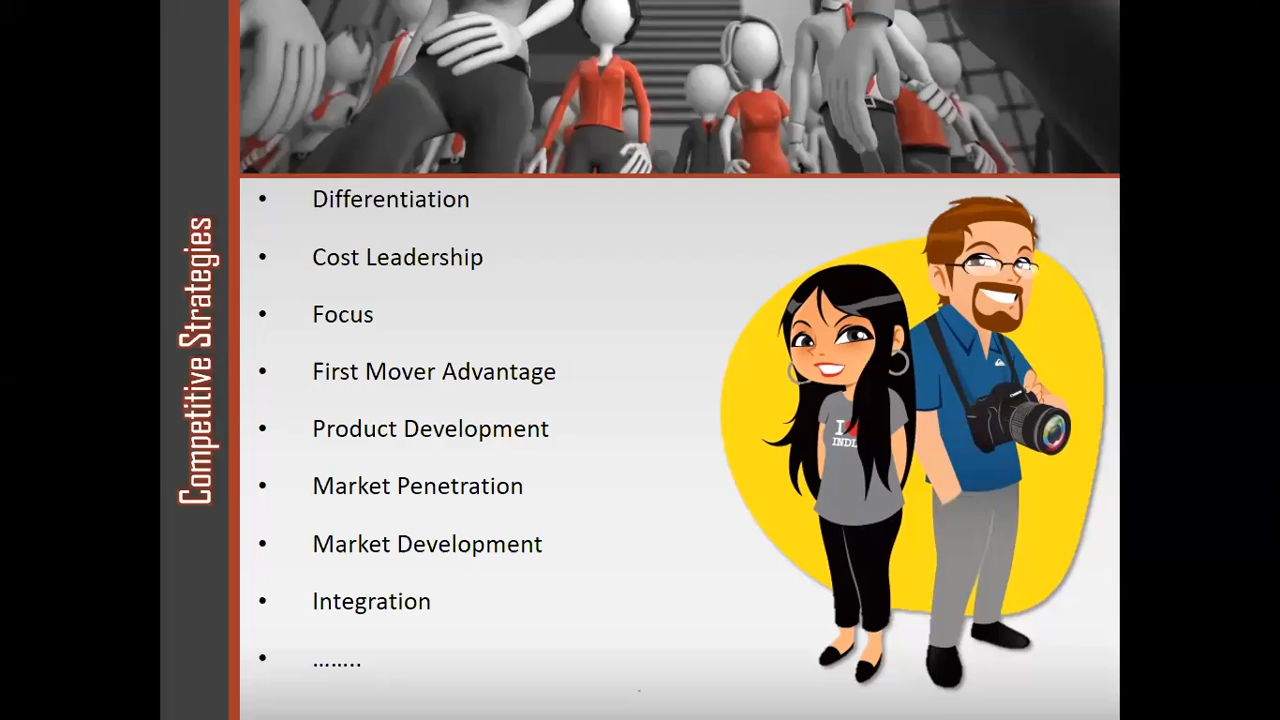 Competitive Strategies
• Differentiation
• Cost Leadership
• Focus
• First Mover Advantage
• Product Development
• Market Penetration
• Market Development
• Integration
• ........
I